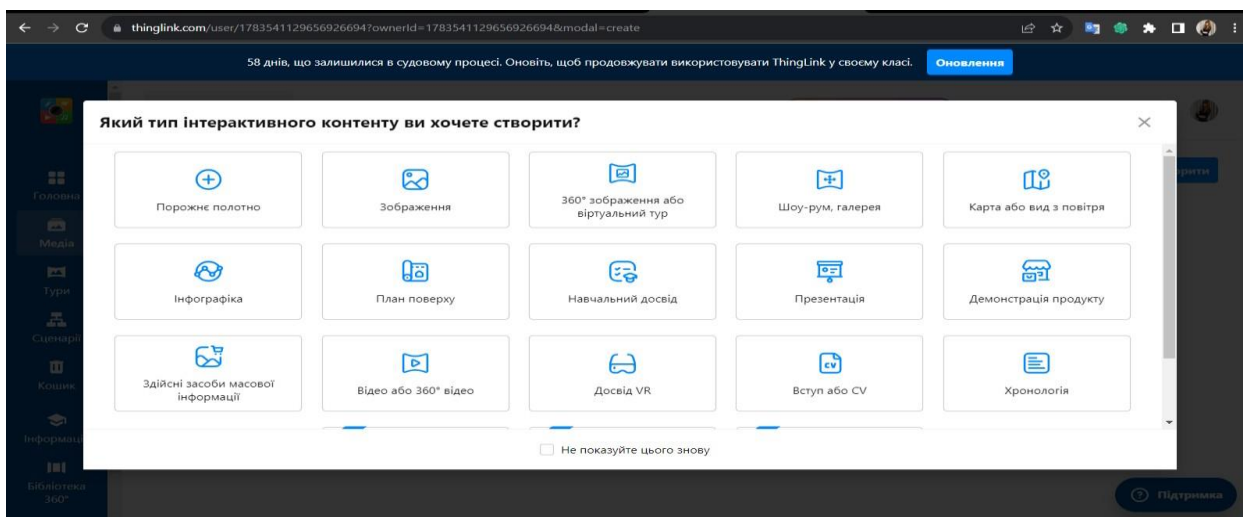 thinglink.com/user/1783541129656926694?ownerId=1783541129656926694&modal=create
58 днів, що залишилися в судовому процесі. Оновіть, щоб продовжувати використовувати ThingLink у своєму класі.
Оновлення
Який тип інтерактивного контенту ви хочете створити?
Порожнє полотно
Зображення
360° зображення або
віртуальний тур
Шоу-рум, галерея
Карта або вид з повітря
Інфографіка
План поверху
Навчальний досвід
Презентація
Демонстрація продукту
Здійсні засоби масової
інформації
Відео або 360° відео
Досвід VR
CV
Вступ або CV
Хронологія
Не показуйте цього знову
Головна
Медіа
Тури
Сценарії
Кошик
Інформац
Бібліотека
360°
Підтримка